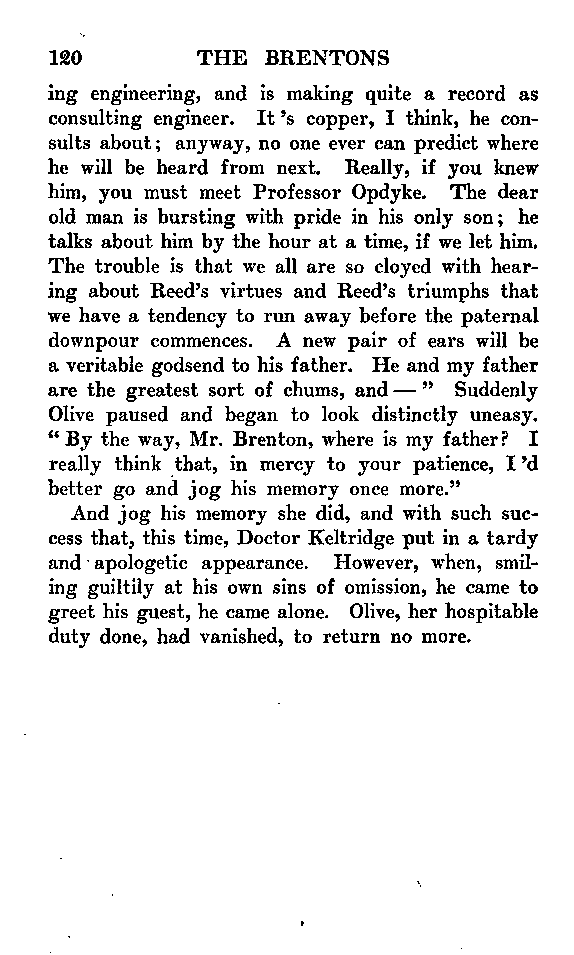 120 THE BRENTONS
ing engineering, and is making quite a record as
consulting engineer. It 's copper, I think, he con-
sults about; anyway, no one ever can predict where
he will be heard from next. Really, if you knew
him, you must meet Professor Opdyke. The dear
old man is bursting with pride in his only son; he
talks about him by the hour at a time, if we let him.
The trouble is that we all are so cloyed with hear-
ing about Reed's virtues and Reed's triumphs that
we have a tendency to run away before the paternal
downpour commences. A new pair of ears will be
a veritable godsend to his father. He and my father
are the greatest sort of chums, and — " Suddenly
Olive paused and began to look distinctly uneasy.
" By the way, Mr. Brenton, where is my father? I
really think that, in mercy to your patience, I 'd
better go and jog his memory once more."
And jog his memory she did, and with such suc-
cess that, this time, Doctor Keltridge put in a tardy
and apologetic appearance. However, when, smil-
ing guiltily at his own sins of omission, he came to
greet his guest, he came alone. Olive, her hospitable
duty done, had vanished, to return no more.